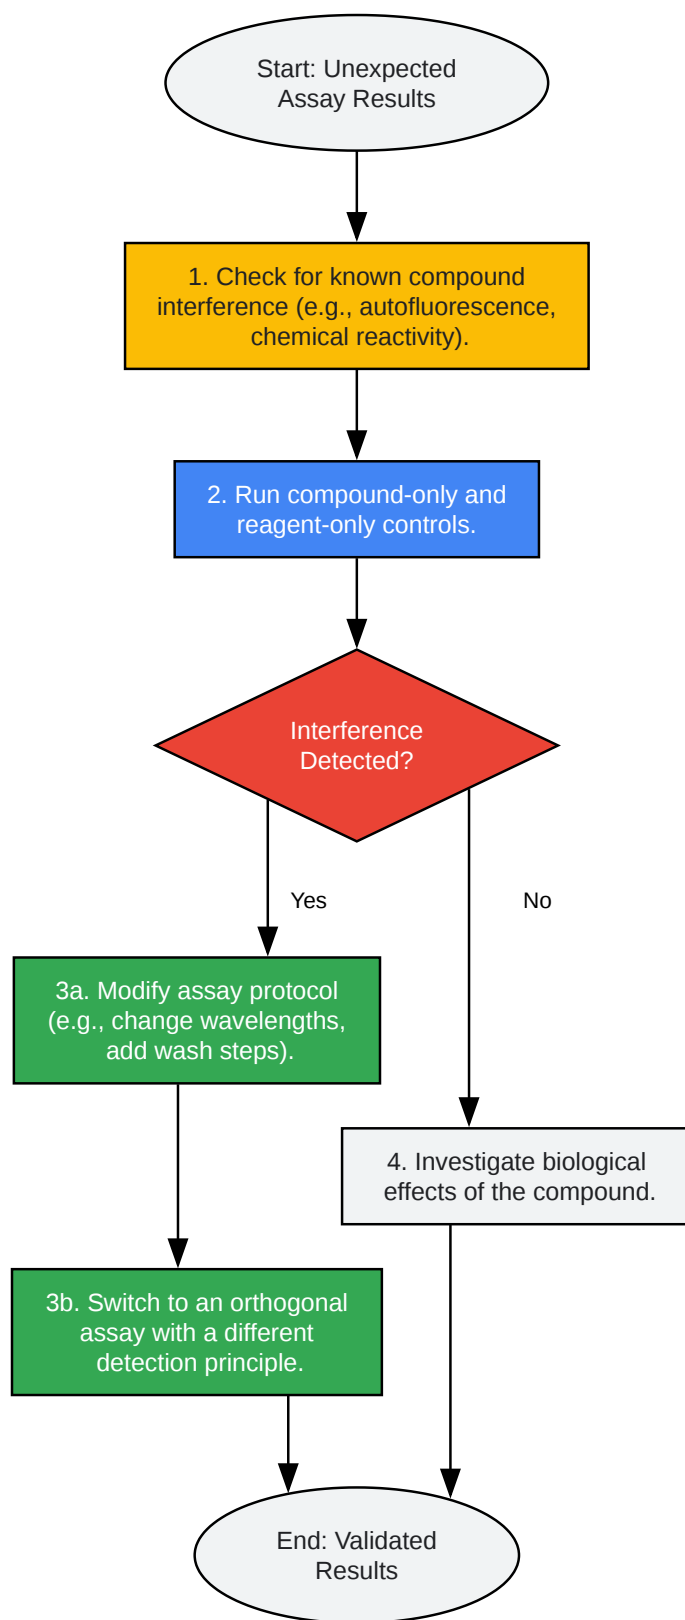 Start: Unexpected
Assay Results
1. Check for known compound
interference (e.g., autofluorescence,
chemical reactivity).
2. Run compound-only and
reagent-only controls.
Interference
Detected?
Yes
No
3a. Modify assay protocol
(e.g., change wavelengths,
add wash steps).
4. Investigate biological
effects of the compound.
3b. Switch to an orthogonal
assay with a different
detection principle.
End: Validated
Results